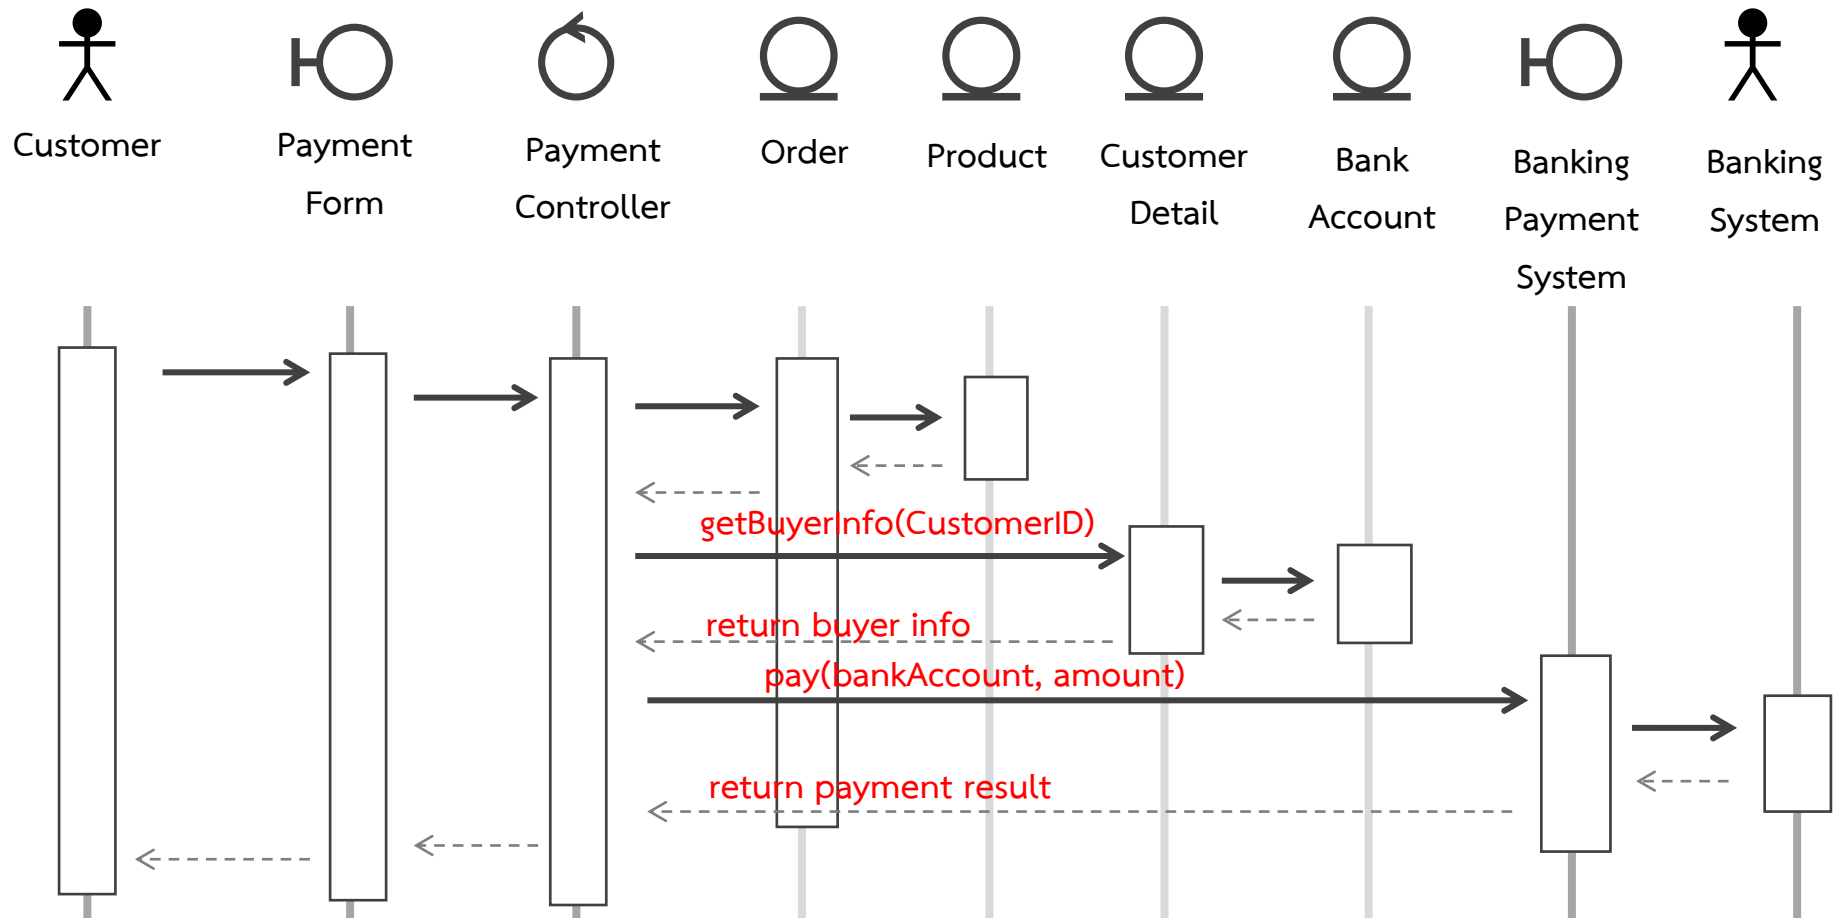 Customer
Payment
Form
Payment
Controller
Order
Product
Customer
Detail
Bank
Account
Banking
Payment
System
Banking
System
getBuyerInfo(CustomerID)
return buyer info
pay(bankAccount, amount)
return payment result